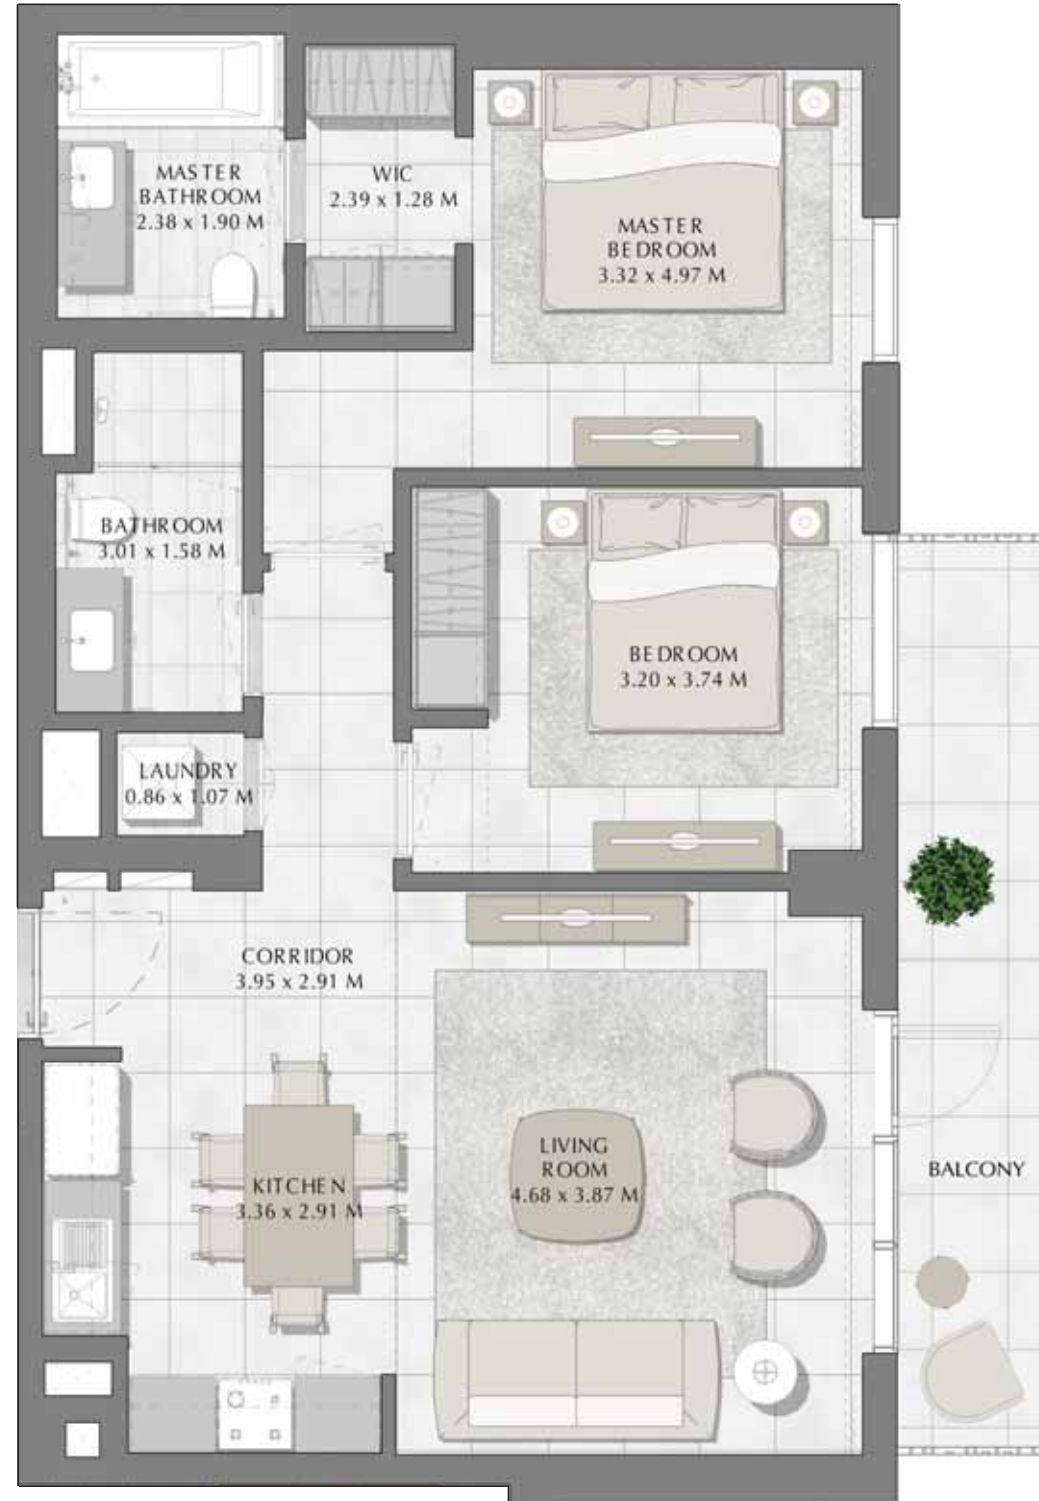 MASTER
BATHROOM
2.38 x 1.90 M
WIC
2.39 x 1.28 M
MASTER
BEDROOM
3.32 x 4.97 M
BATHROOM
3.01 x 1.58 M
BEDROOM
3.20 x 3.74 M
LAUNDRY
0.86 x 1.07 M
CORRIDOR
3.95 x 2.91 M
LIVING
ROOM
4.68 x 3.87 M
KITCHEN
3.36 x 2.91 M
BALCONY